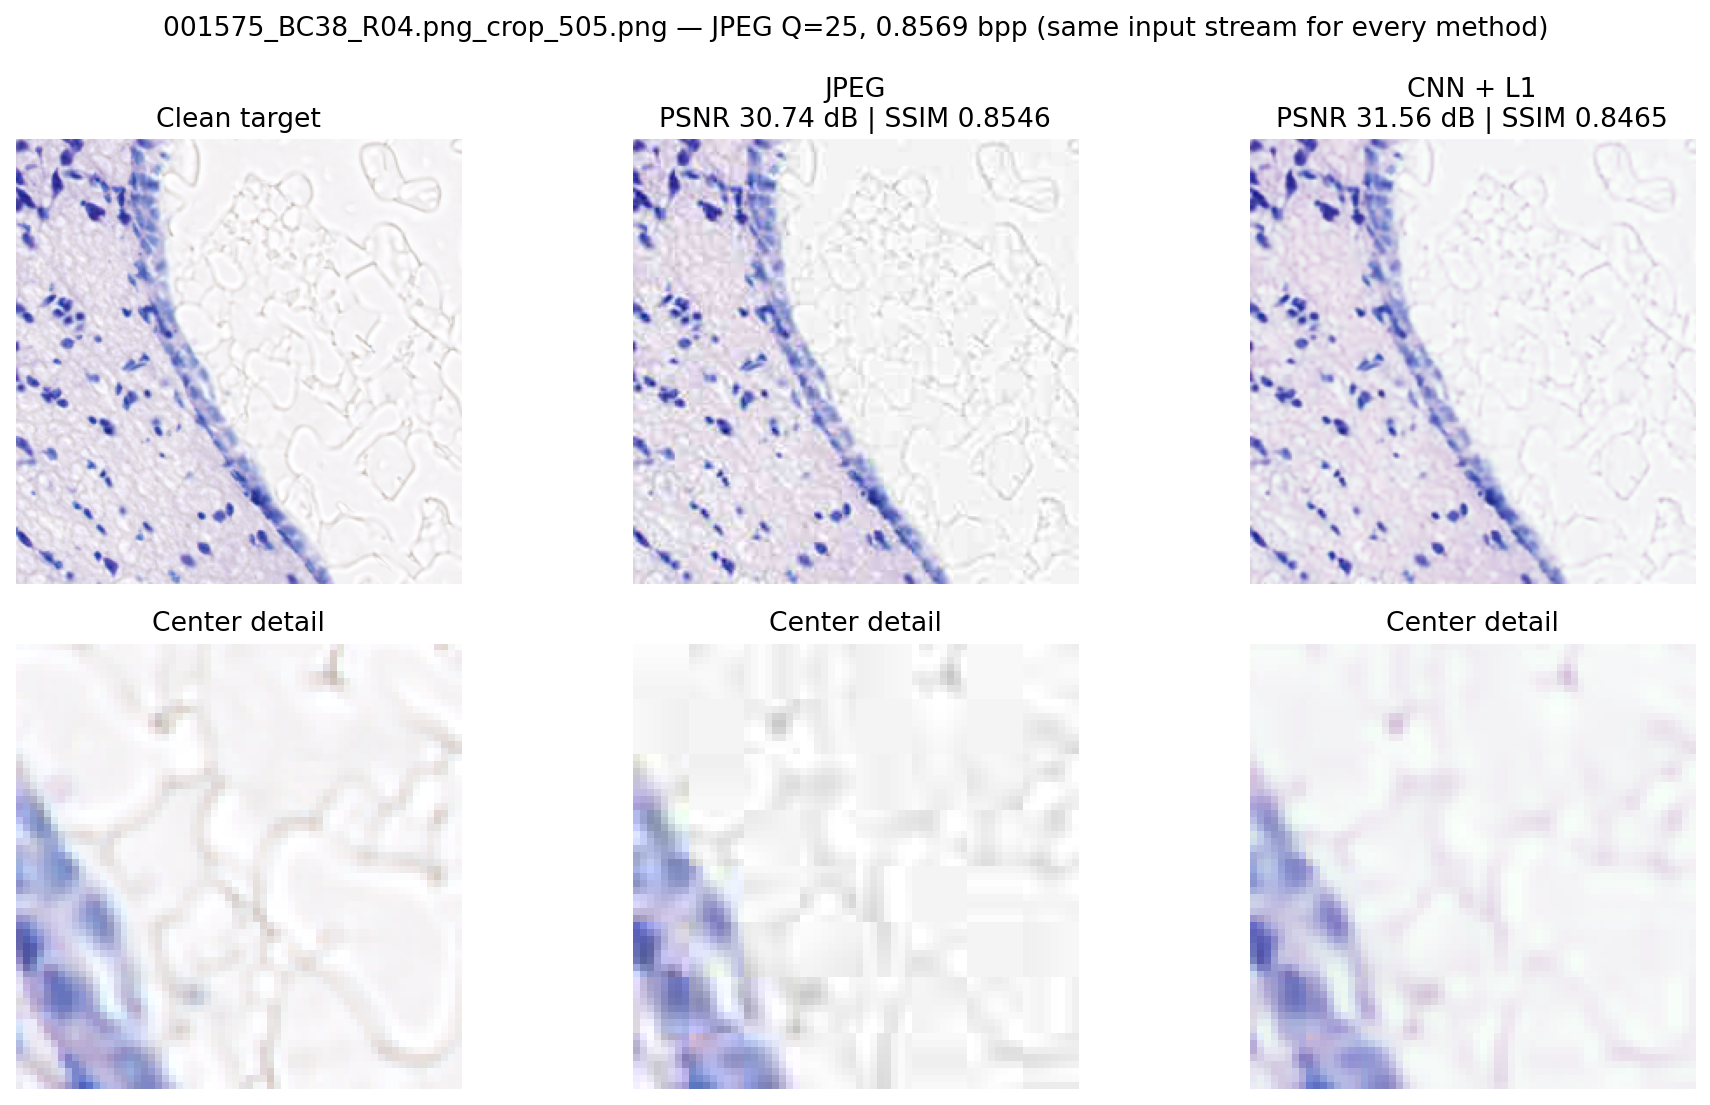 001575_BC38_R04.png_crop_505.png — JPEG Q=25, 0.8569 bpp (same input stream for every method)
Clean target
JPEG
PSNR 30.74 dB | SSIM 0.8546
CNN + L1
PSNR 31.56 dB | SSIM 0.8465
Center detail
Center detail
Center detail